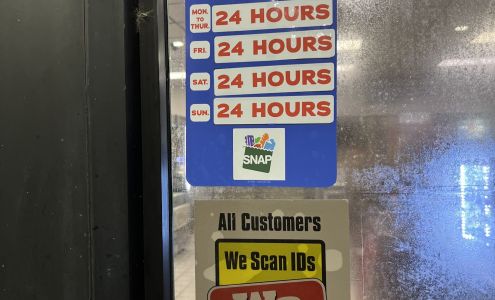 MON. TO THUR. 24 HOURS
FRI. 24 HOURS
SAT. 24 HOURS
SUN. 24 HOURS
SNAP
All Customers
We Scan IDs